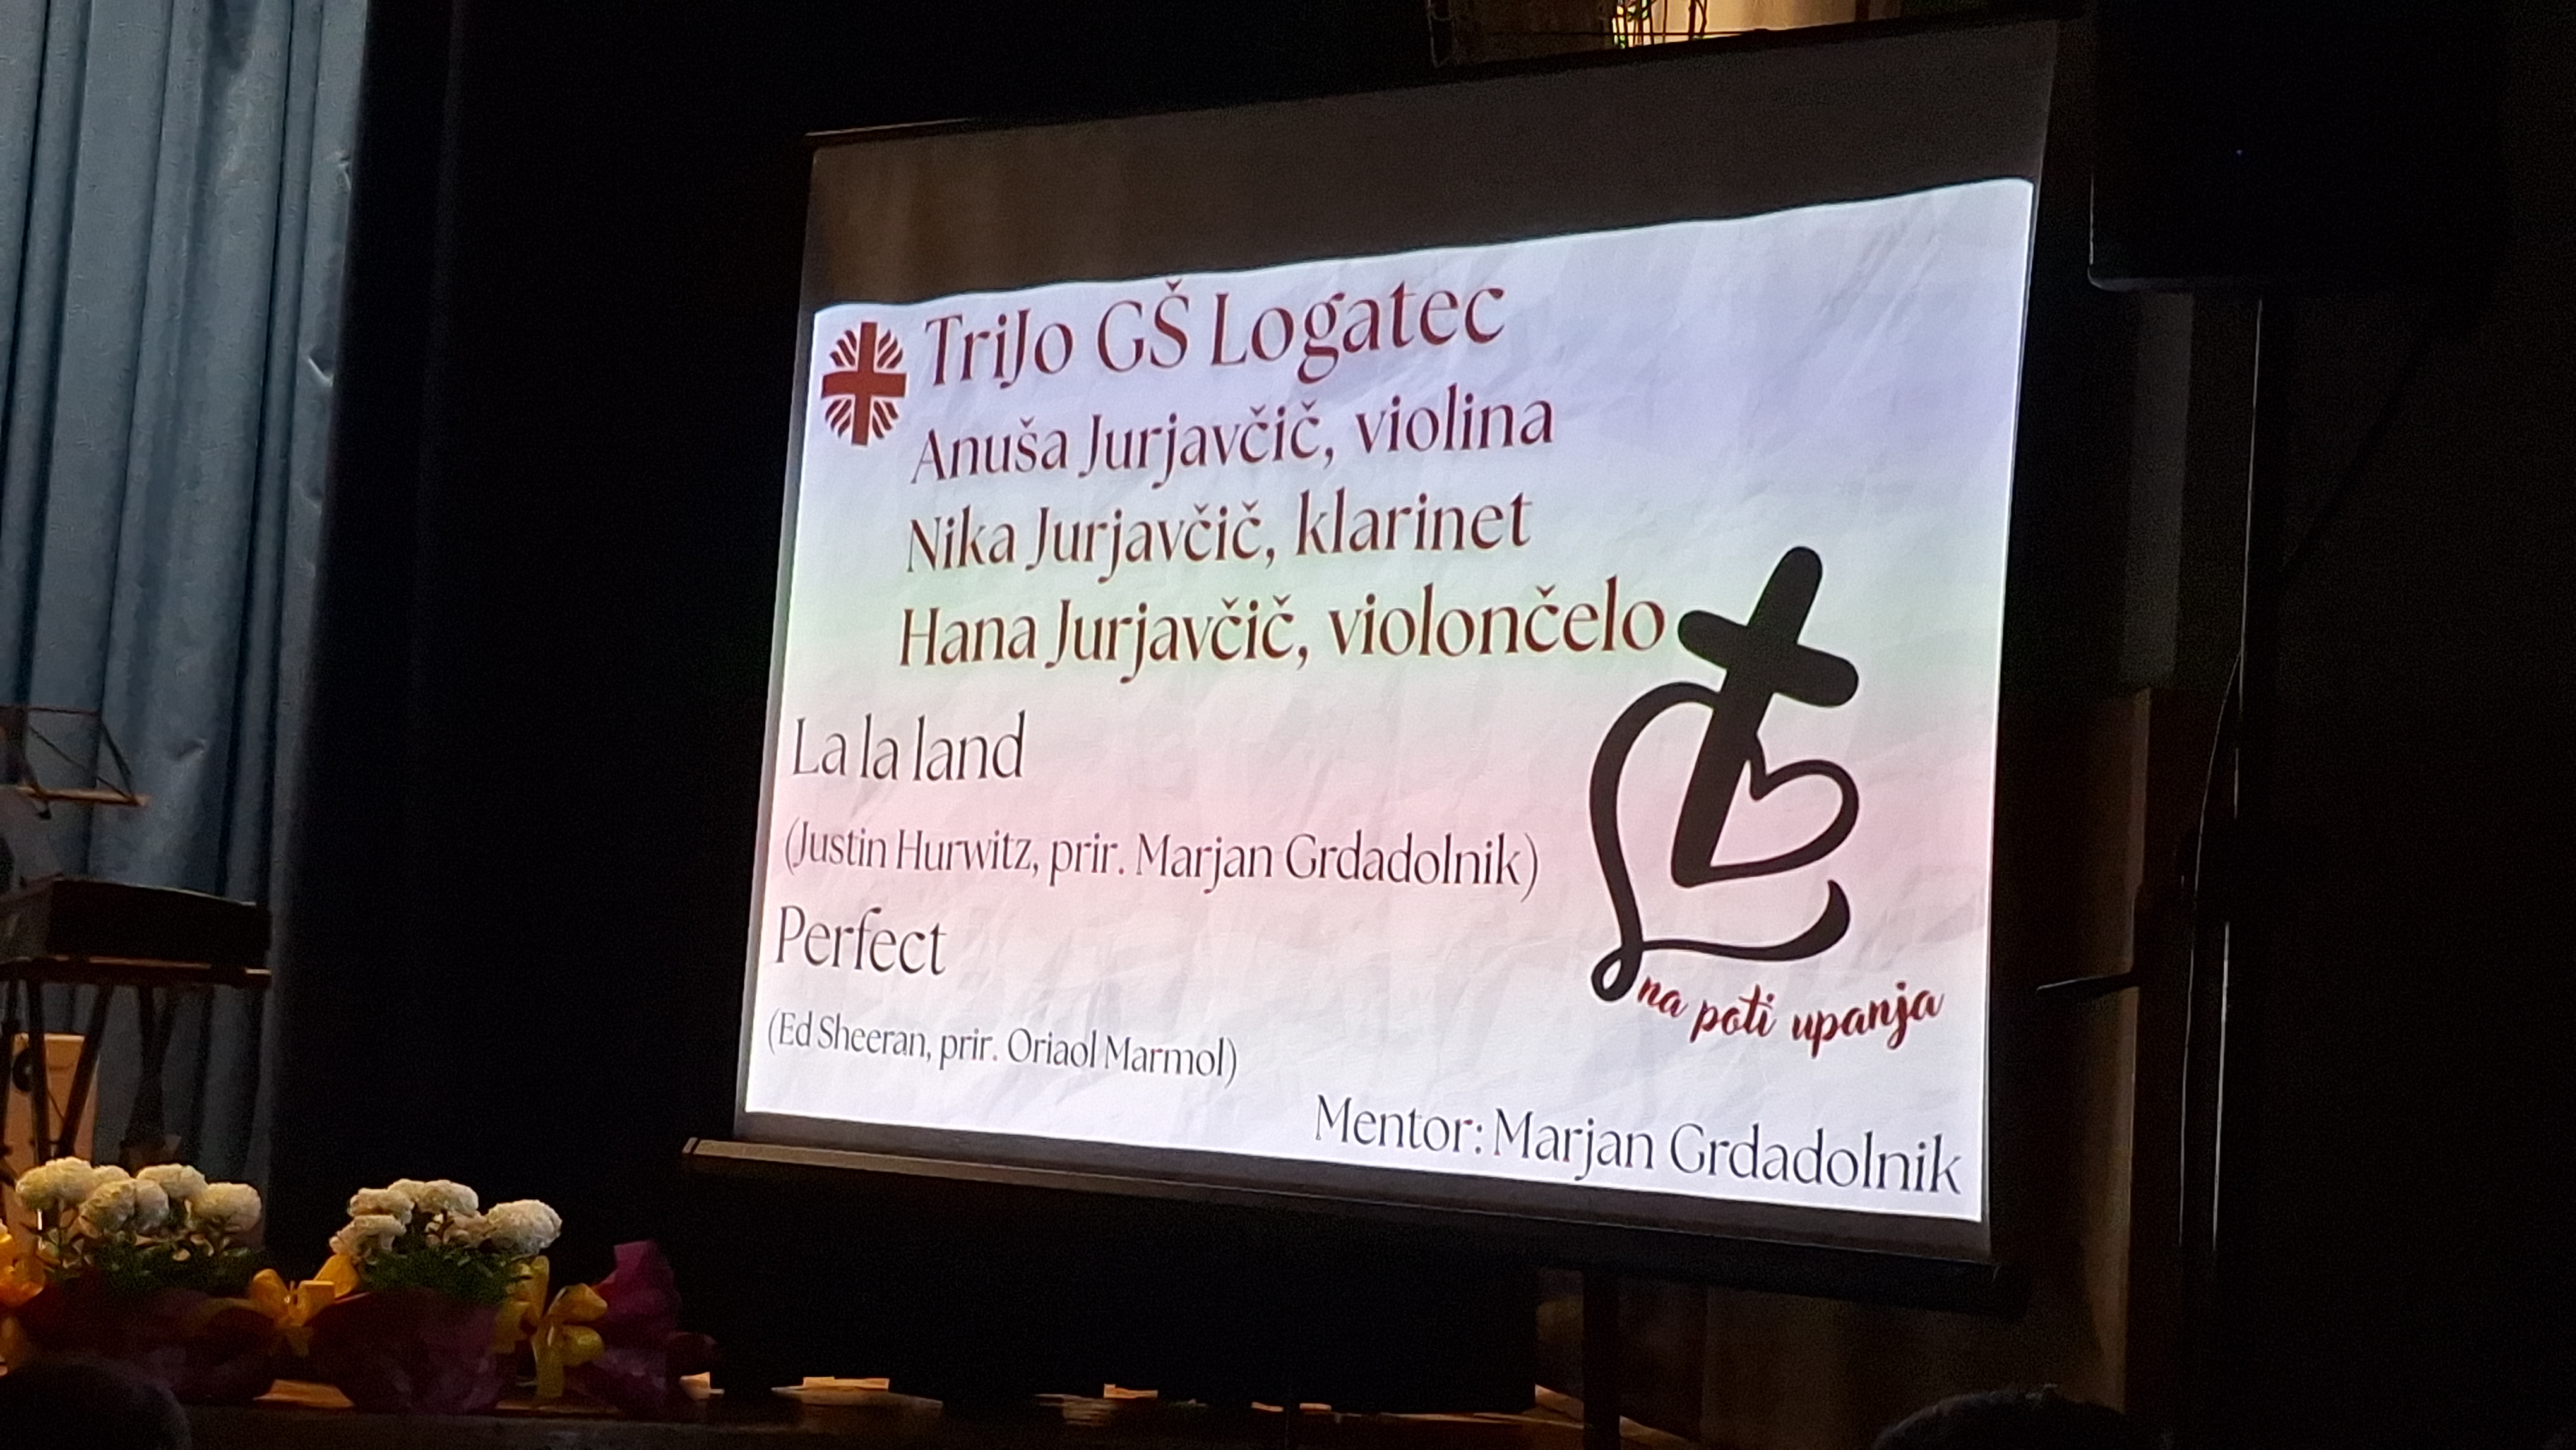 TriJo GŠ Logatec
Anuša Jurjavčič, violina
Nika Jurjavčič, klarinet
Hana Jurjavčič, violončelo
La la land
(Justin Hurwitz, prir. Marjan Grdadolnik)
Perfect
(Ed Sheeran, prir. Oriaol Marmol)
na poti upanja
Mentor: Marjan Grdadolnik